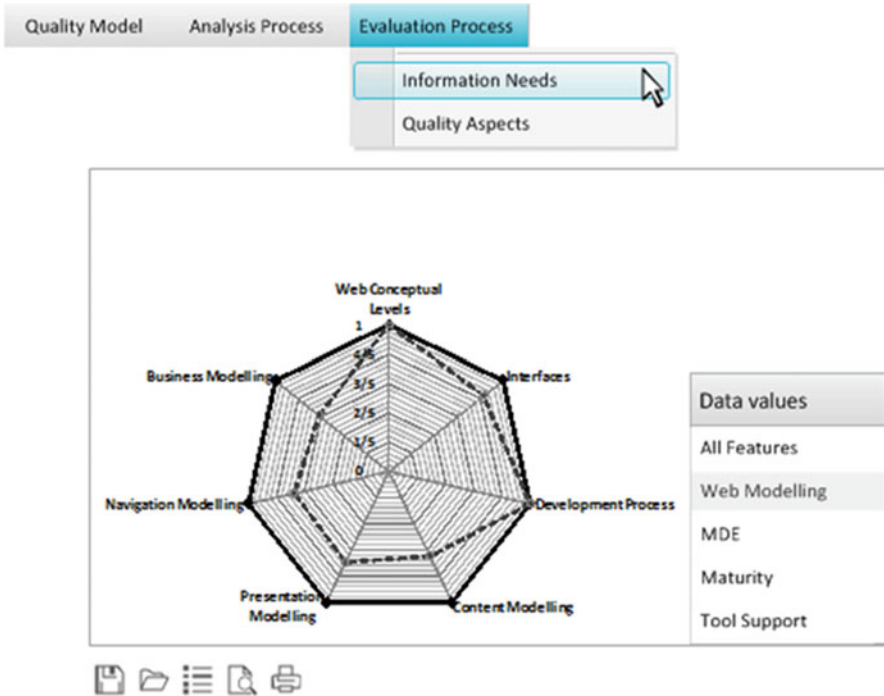 Quality Model Analysis Process Evaluation Process
Information Needs
Quality Aspects
Web Conceptual
Levels
1
4/5
3/5
2/5
1/5
0
Business Modelling
Interfaces
Navigation Modelling
Development Process
Presentation
Modelling
Content Modelling
Data values
All Features
Web Modelling
MDE
Maturity
Tool Support